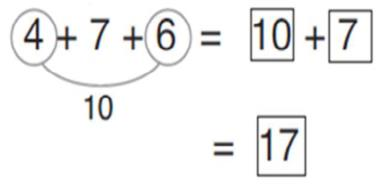 4 + 7 + 6 = 10 + 7
10
= 17